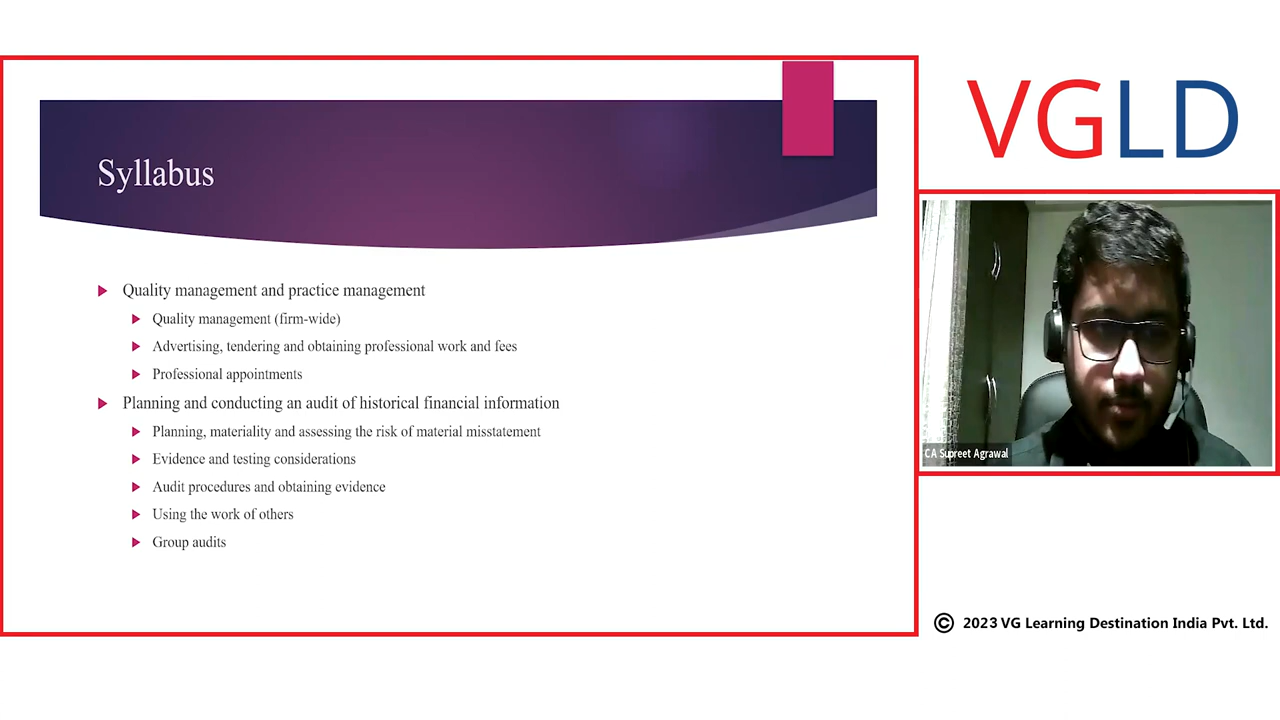 Syllabus
Quality management and practice management
Quality management (firm-wide)
Advertising, tendering and obtaining professional work and fees
Professional appointments
Planning and conducting an audit of historical financial information
Planning, materiality and assessing the risk of material misstatement
Evidence and testing considerations
Audit procedures and obtaining evidence
Using the work of others
Group audits
VGLD
CA Supreet Agrawal
© 2023 VG Learning Destination India Pvt. Ltd.